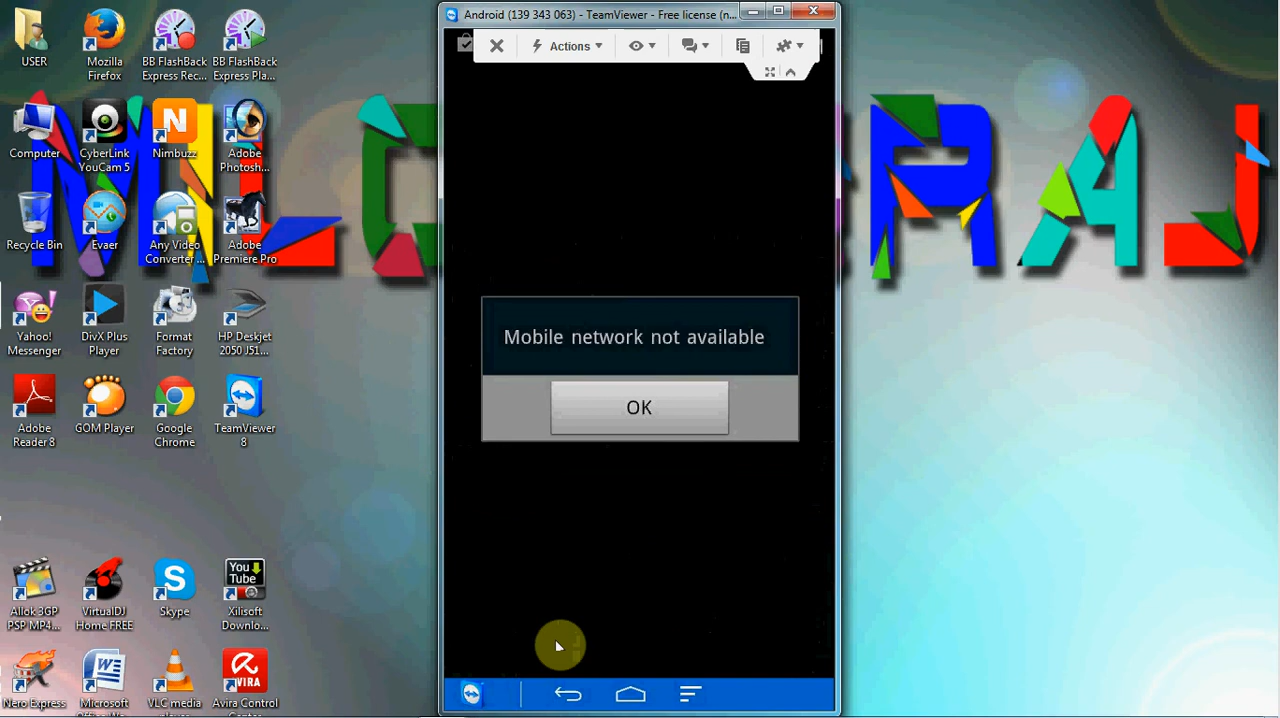 Android (139 343 063) - TeamViewer - Free license (n...
Actions
Mobile network not available
OK
USER
Mozilla
Firefox
BB FlashBack
Express Rec...
BB FlashBack
Express Pla...
Computer
CyberLink
YouCam 5
N
Nimbuzz
Adobe
Photosh...
Recycle Bin
Evaer
Any Video
Converter ...
Adobe
Premiere Pro
Yahoo!
Messenger
DivX Plus
Player
Format
Factory
HP Deskjet
2050 J51...
Adobe
Reader 8
GOM Player
Google
Chrome
TeamViewer
8
Allok 3GP
PSP MP4...
VirtualDJ
Home FREE
Skype
You
Tube
Xilisoft
Downlo...
Nero Express
Microsoft
VLC media
AVIRA
Avira Control
RAJ